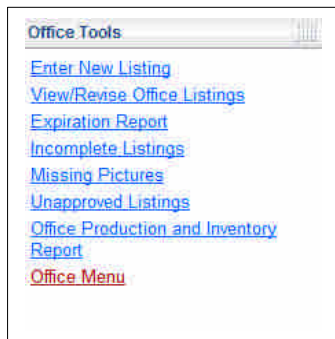 Office Tools
Enter New Listing
View/Revise Office Listings
Expiration Report
Incomplete Listings
Missing Pictures
Unapproved Listings
Office Production and Inventory
Report
Office Menu